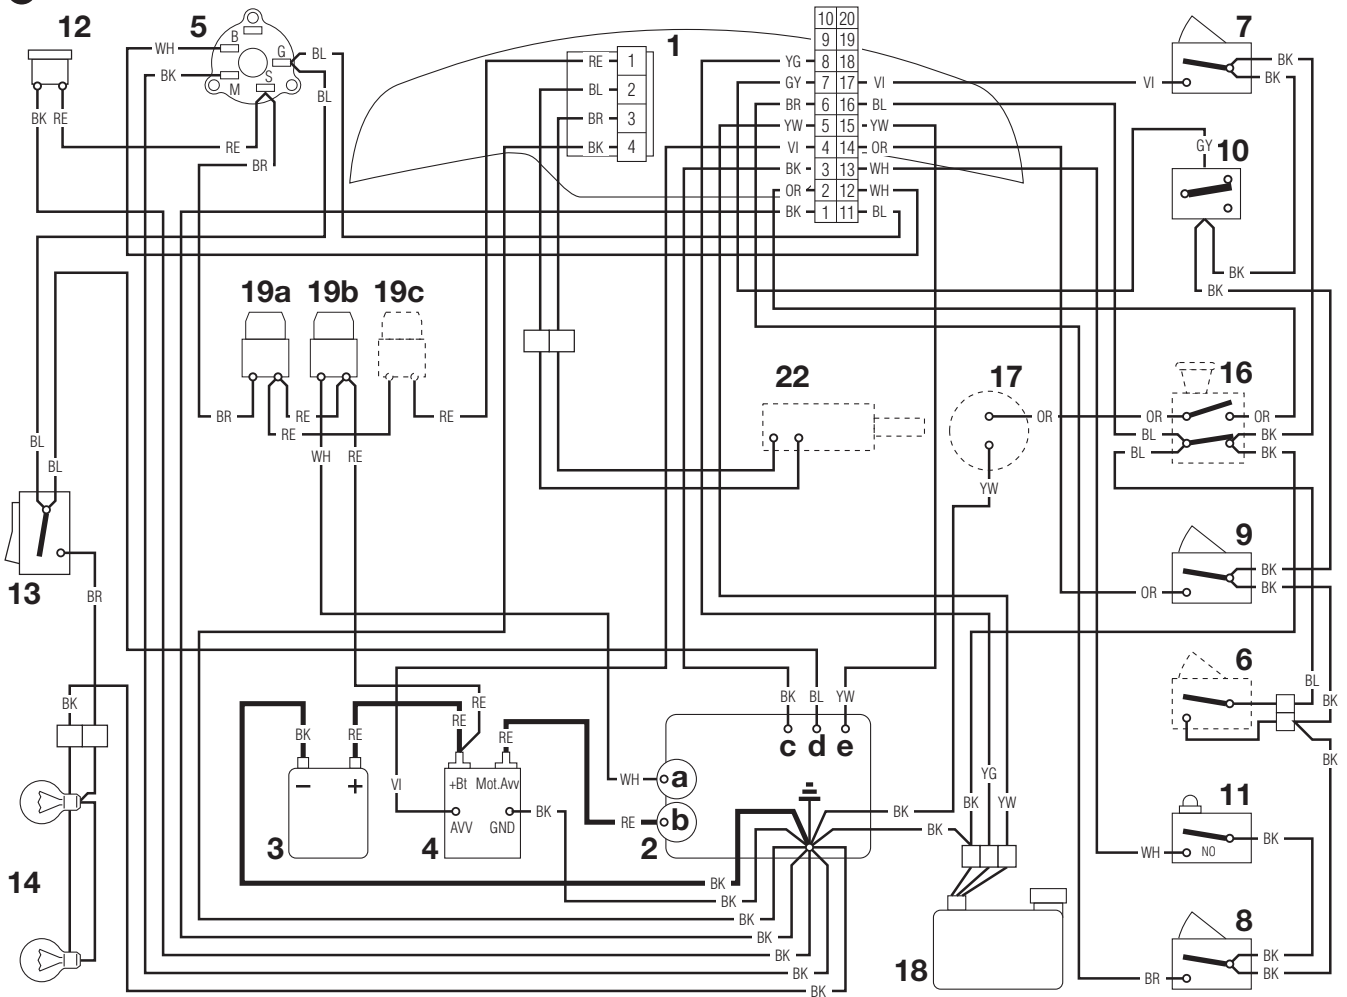 12 5 1 7
10 20
9 19
8 18
7 17
6 16
5 15
4 14
3 13
2 12
1 11
WH B G BL
BK M S BL
BK RE
RE
BR
RE 1
BL 2
BR 3
BK 4
YG
GY VI VI
BR BL
YW YW
VI OR
BK WH
OR WH
BK BL
BK
BK
GY 10
BK
BK
19a 19b 19c
22 17 16
BR RE RE
RE
WH RE
OR OR OR
BL BK
BL BK
YW
BL
BL
13
BR
9
BK
BK
OR
6
BL
BK
BK
BK
BK RE RE RE RE
BK BL YW
c d e
VI
− +
+Bt Mot.Avv
AVV GND
BK
3 4 2
WH a
RE b
BK
BK
BK YG YW
11
BK
WH NO
14
BK
BK
BK
BK
BK
BK
BK
18
8
BK
BK
BR